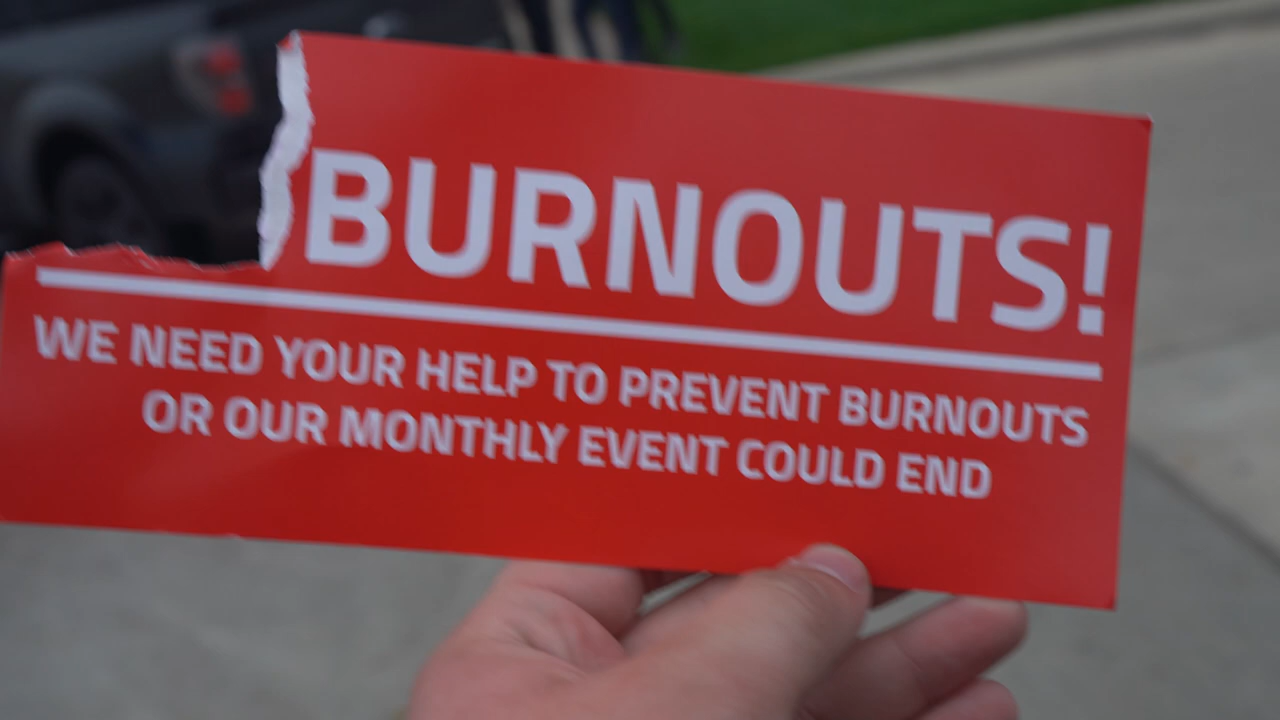 BURNOUTS!
WE NEED YOUR HELP TO PREVENT BURNOUTS
OR OUR MONTHLY EVENT COULD END